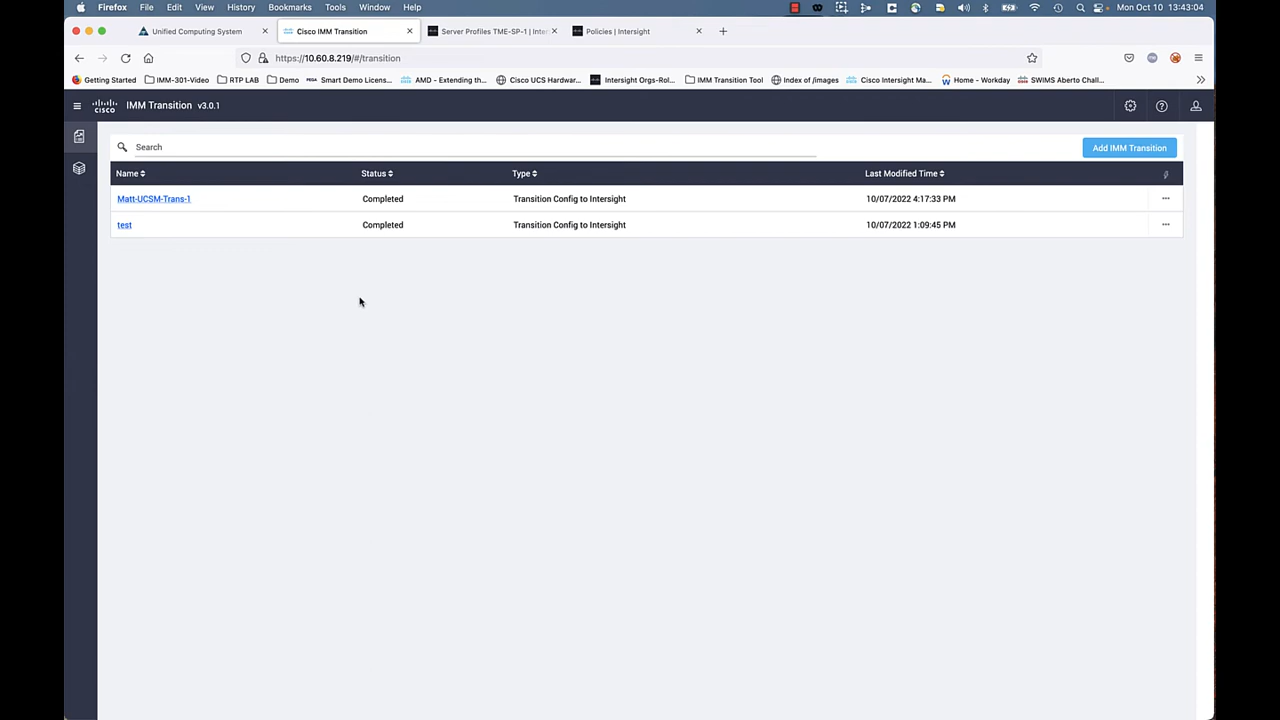 Firefox File Edit View History Bookmarks Tools Window Help Mon Oct 10 13:43:04
Unified Computing System Cisco IMM Transition Server Profiles TME-SP-1 | Inter Policies | Intersight
https://10.60.8.219/#/transition
Getting Started IMM-301-Video RTP LAB Demo Smart Demo Licens... AMD - Extending th... Cisco UCS Hardwar... Intersight Orgs-Rol... IMM Transition Tool Index of /images Cisco Intersight Ma... Home - Workday SWIMS Aberto Chall...
cisco IMM Transition v3.0.1
Search Add IMM Transition
Name Status Type Last Modified Time
Matt-UCSM-Trans-1 Completed Transition Config to Intersight 10/07/2022 4:17:33 PM
test Completed Transition Config to Intersight 10/07/2022 1:09:45 PM